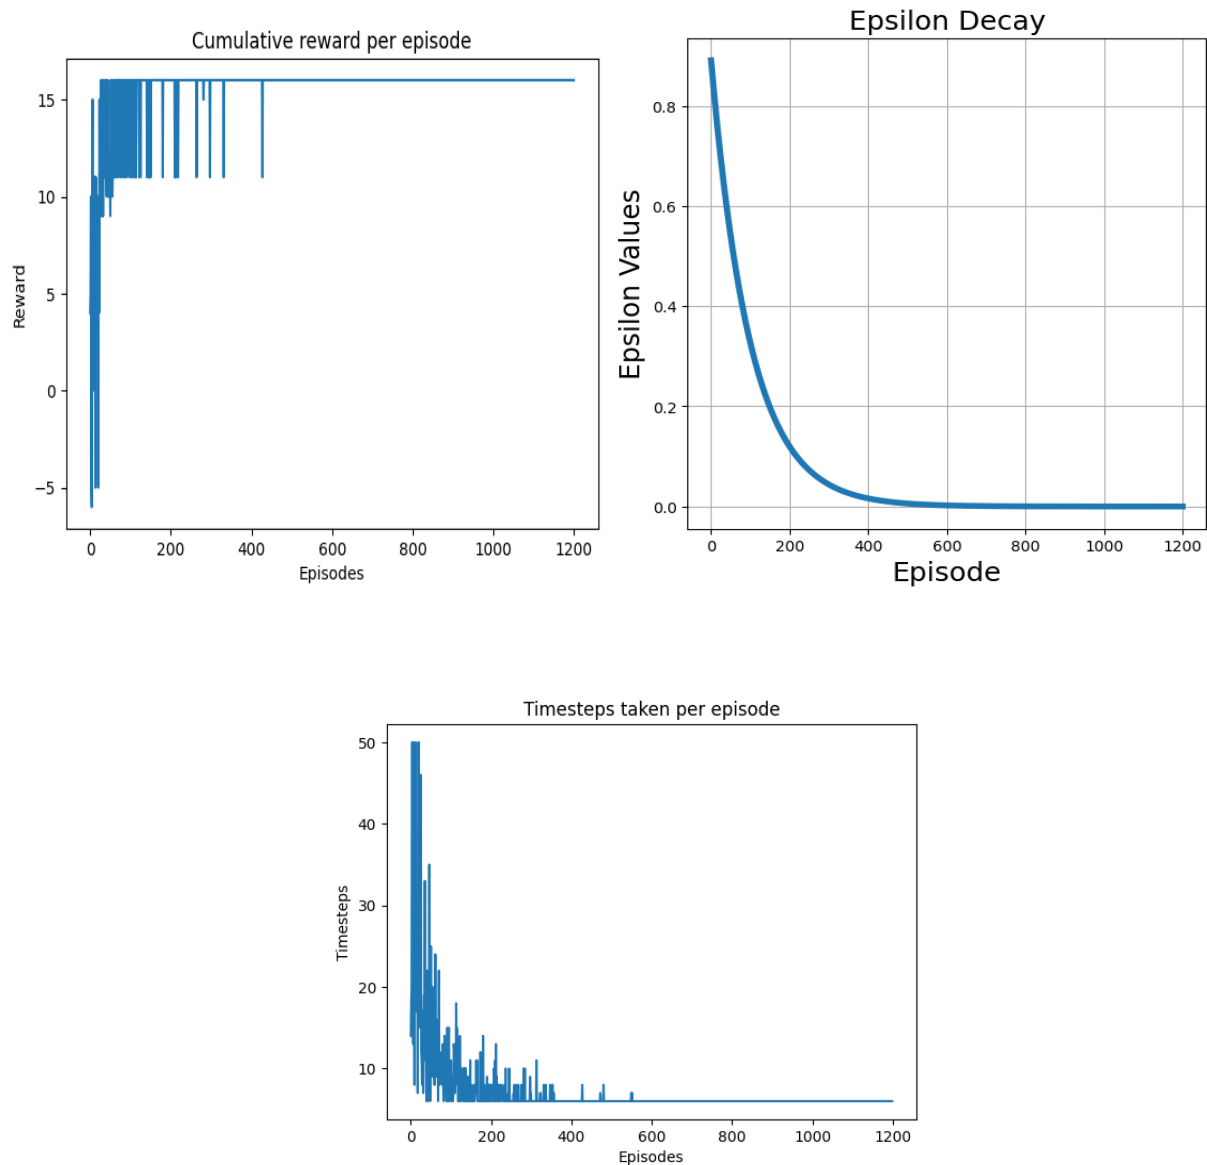 Cumulative reward per episode
Reward
15
10
5
0
−5
0 200 400 600 800 1000 1200
Episodes
Epsilon Decay
Epsilon Values
0.8
0.6
0.4
0.2
0.0
0 200 400 600 800 1000 1200
Episode
Timesteps taken per episode
Timesteps
50
40
30
20
10
0 200 400 600 800 1000 1200
Episodes